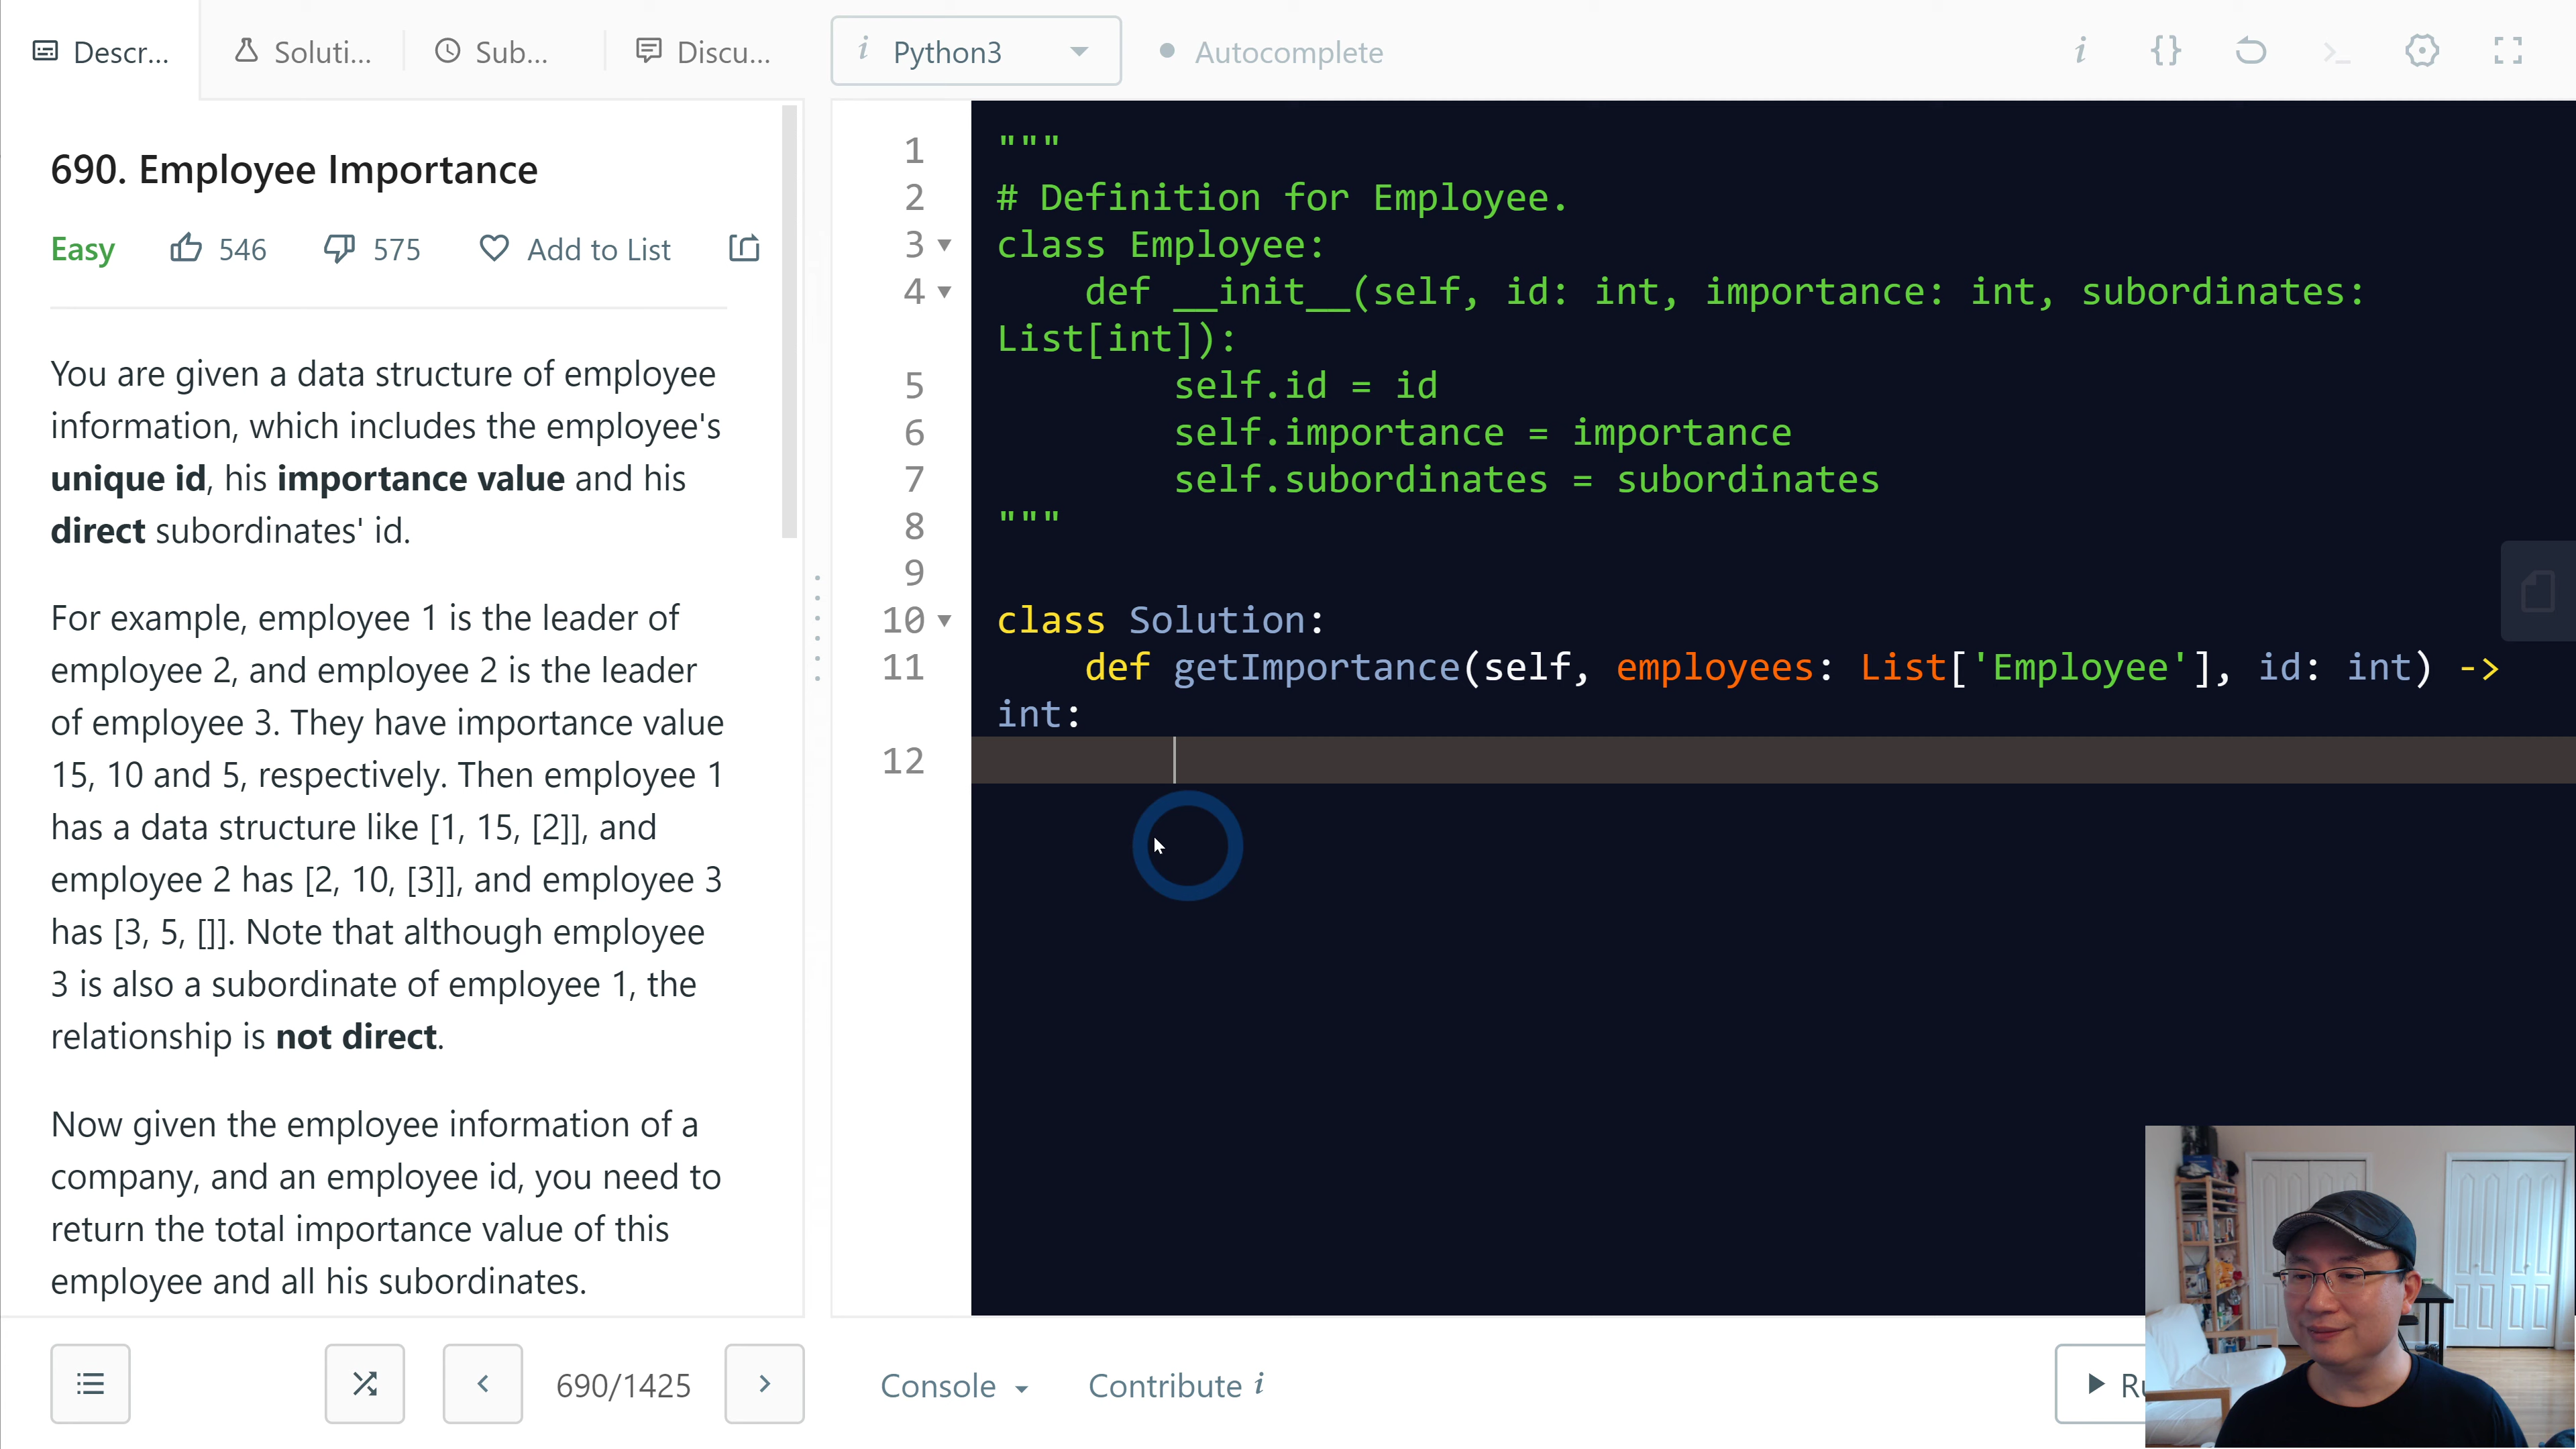 Descr... Soluti... Sub... Discu... i Python3 Autocomplete i {} >_
690. Employee Importance
Easy 546 575 Add to List
You are given a data structure of employee
information, which includes the employee's
unique id, his importance value and his
direct subordinates' id.
For example, employee 1 is the leader of
employee 2, and employee 2 is the leader
of employee 3. They have importance value
15, 10 and 5, respectively. Then employee 1
has a data structure like [1, 15, [2]], and
employee 2 has [2, 10, [3]], and employee 3
has [3, 5, []]. Note that although employee
3 is also a subordinate of employee 1, the
relationship is not direct.
Now given the employee information of a
company, and an employee id, you need to
return the total importance value of this
employee and all his subordinates.
1 """
2 # Definition for Employee.
3 class Employee:
4     def __init__(self, id: int, importance: int, subordinates:
List[int]):
5         self.id = id
6         self.importance = importance
7         self.subordinates = subordinates
8 """
9
10 class Solution:
11     def getImportance(self, employees: List['Employee'], id: int) ->
int:
12
690/1425 Console Contribute i